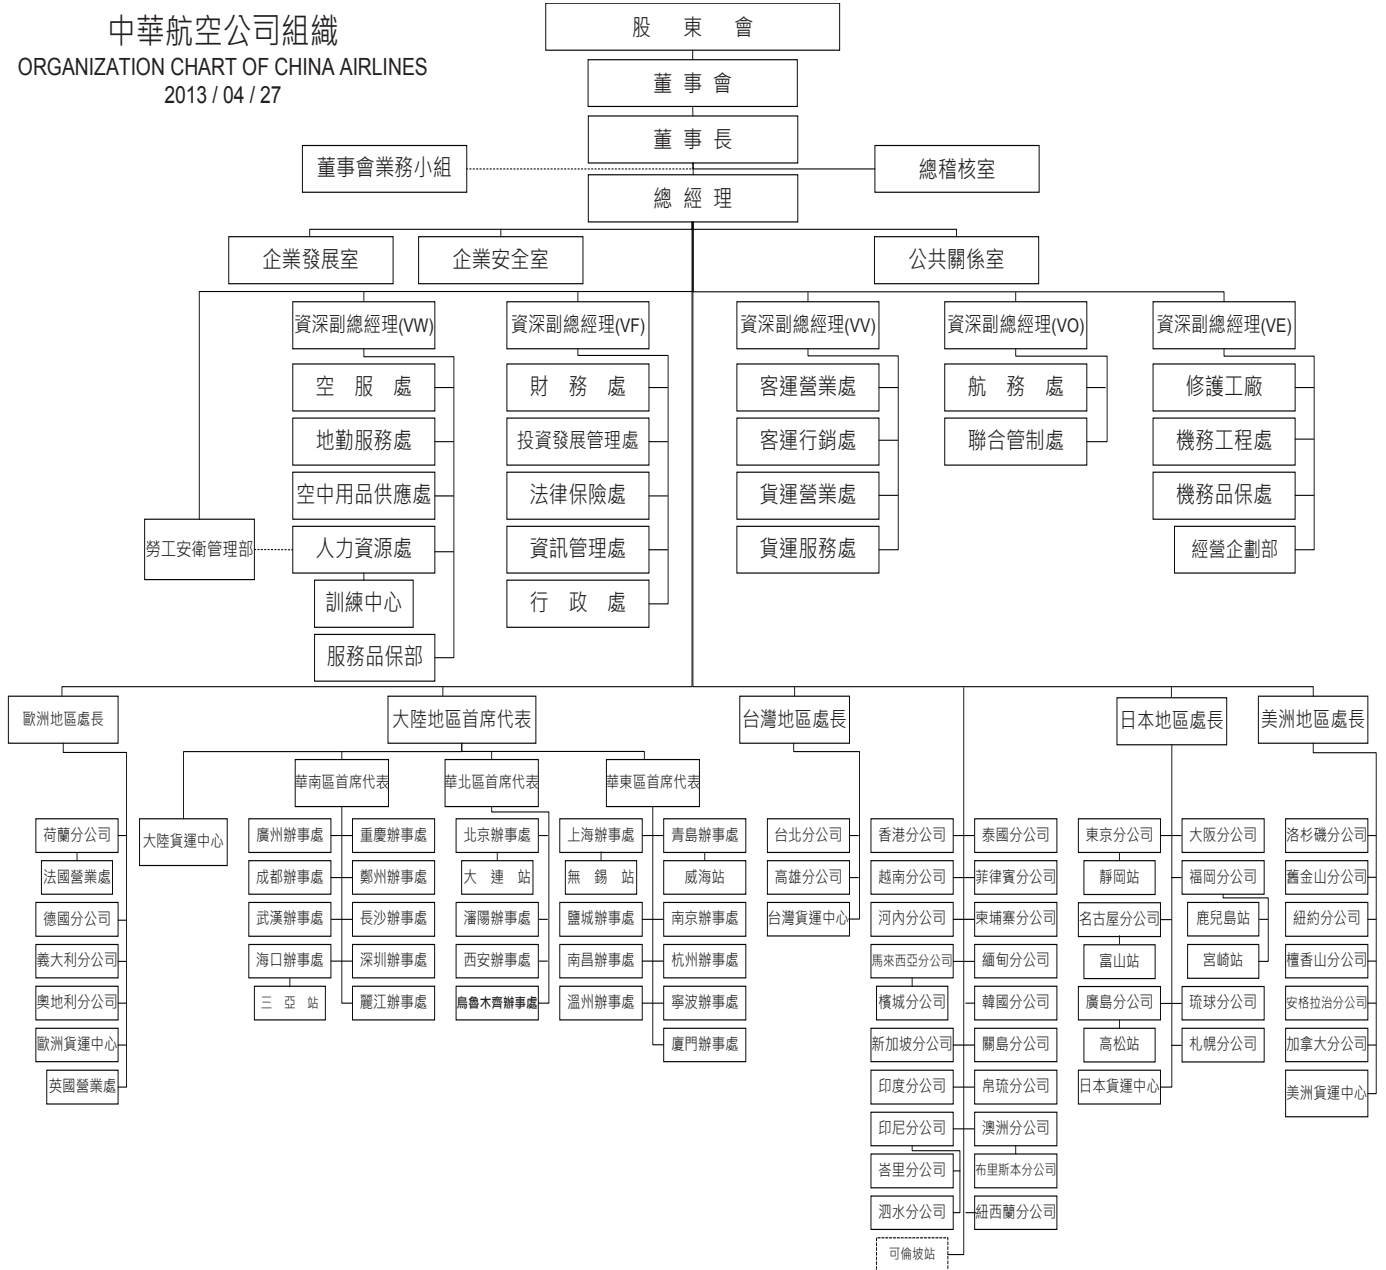 中華航空公司組織
ORGANIZATION CHART OF CHINA AIRLINES
2013 / 04 / 27
股 東 會
董 事 會
董 事 長
董事會業務小組
總稽核室
總 經 理
企業發展室
企業安全室
公共關係室
資深副總經理(VW)
資深副總經理(VF)
資深副總經理(VV)
資深副總經理(VO)
資深副總經理(VE)
空 服 處
財 務 處
客運營業處
航 務 處
修護工廠
地勤服務處
投資發展管理處
客運行銷處
聯合管制處
機務工程處
空中用品供應處
法律保險處
貨運營業處
機務品保處
勞工安衛管理部
人力資源處
資訊管理處
貨運服務處
經營企劃部
訓練中心
行 政 處
服務品保部
歐洲地區處長
大陸地區首席代表
台灣地區處長
日本地區處長
美洲地區處長
華南區首席代表
華北區首席代表
華東區首席代表
荷蘭分公司
大陸貨運中心
廣州辦事處
重慶辦事處
北京辦事處
上海辦事處
青島辦事處
台北分公司
香港分公司
泰國分公司
東京分公司
大阪分公司
洛杉磯分公司
法國營業處
成都辦事處
鄭州辦事處
大 連 站
無 錫 站
威海站
高雄分公司
越南分公司
菲律賓分公司
靜岡站
福岡分公司
舊金山分公司
德國分公司
武漢辦事處
長沙辦事處
瀋陽辦事處
鹽城辦事處
南京辦事處
台灣貨運中心
河內分公司
柬埔寨分公司
名古屋分公司
鹿兒島站
紐約分公司
義大利分公司
海口辦事處
深圳辦事處
西安辦事處
南昌辦事處
杭州辦事處
馬來西亞分公司
緬甸分公司
富山站
宮崎站
檀香山分公司
奧地利分公司
三 亞 站
麗江辦事處
烏魯木齊辦事處
溫州辦事處
寧波辦事處
檳城分公司
韓國分公司
廣島分公司
琉球分公司
安格拉治分公司
歐洲貨運中心
廈門辦事處
新加坡分公司
關島分公司
高松站
札幌分公司
加拿大分公司
英國營業處
印度分公司
帛琉分公司
日本貨運中心
美洲貨運中心
印尼分公司
澳洲分公司
峇里分公司
布里斯本分公司
泗水分公司
紐西蘭分公司
可倫坡站